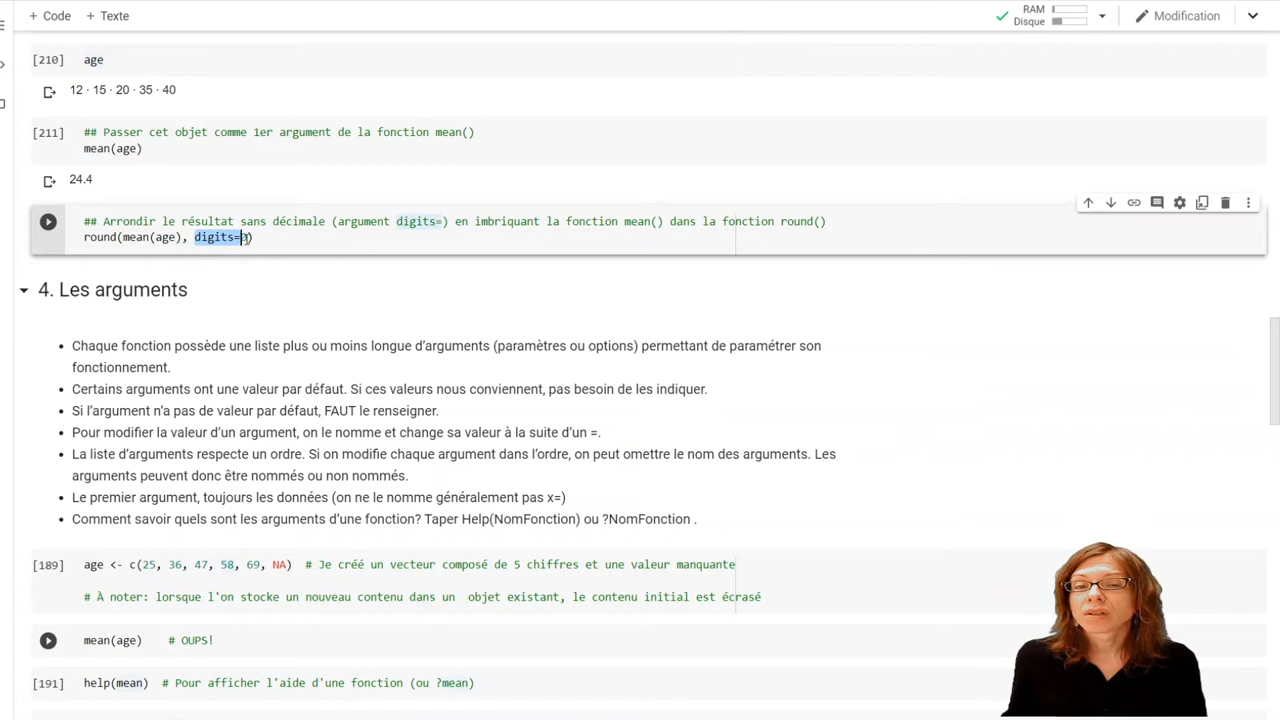 + Code + Texte
RAM
Disque
Modification
[210] age
12 · 15 · 20 · 35 · 40
[211] ## Passer cet objet comme 1er argument de la fonction mean()
mean(age)
24.4
## Arrondir le résultat sans décimale (argument digits=) en imbriquant la fonction mean() dans la fonction round()
round(mean(age), digits=
4. Les arguments
• Chaque fonction possède une liste plus ou moins longue d'arguments (paramètres ou options) permettant de paramétrer son
fonctionnement.
• Certains arguments ont une valeur par défaut. Si ces valeurs nous conviennent, pas besoin de les indiquer.
• Si l'argument n'a pas de valeur par défaut, FAUT le renseigner.
• Pour modifier la valeur d'un argument, on le nomme et change sa valeur à la suite d'un =.
• La liste d'arguments respecte un ordre. Si on modifie chaque argument dans l'ordre, on peut omettre le nom des arguments. Les
arguments peuvent donc être nommés ou non nommés.
• Le premier argument, toujours les données (on ne le nomme généralement pas x=)
• Comment savoir quels sont les arguments d'une fonction? Taper Help(NomFonction) ou ?NomFonction .
[189] age <- c(25, 36, 47, 58, 69, NA) # Je créé un vecteur composé de 5 chiffres et une valeur manquante
# À noter: lorsque l'on stocke un nouveau contenu dans un objet existant, le contenu initial est écrasé
mean(age) # OUPS!
[191] help(mean) # Pour afficher l'aide d'une fonction (ou ?mean)